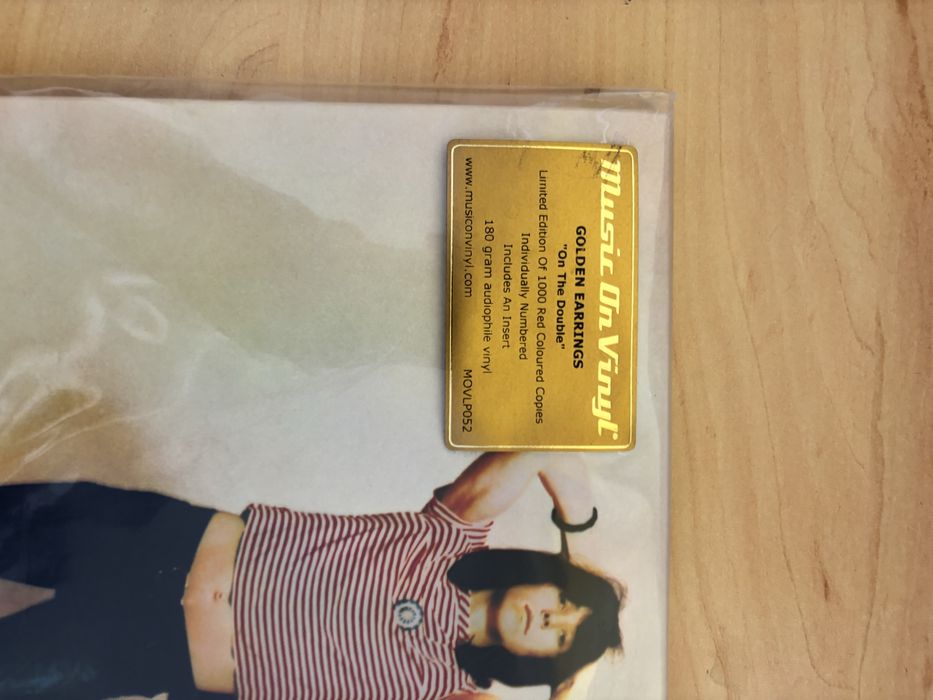 Music On Vinyl®
GOLDEN EARRINGS
"On The Double"
Limited Edition Of 1000 Red Coloured Copies
Individually Numbered
Includes An Insert
180 gram audiophile vinyl
www.musiconvinyl.com MOVLP052